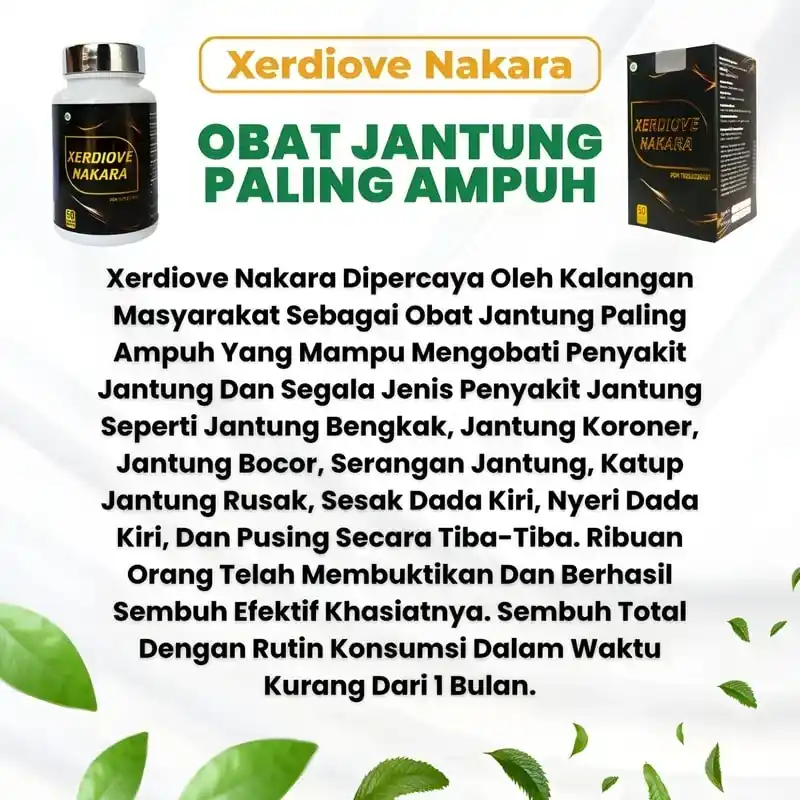 Xerdiove Nakara
OBAT JANTUNG
PALING AMPUH
XERDIOVE
NAKARA
50
XERDIOVE
NAKARA
50
Xerdiove Nakara Dipercaya Oleh Kalangan
Masyarakat Sebagai Obat Jantung Paling
Ampuh Yang Mampu Mengobati Penyakit
Jantung Dan Segala Jenis Penyakit Jantung
Seperti Jantung Bengkak, Jantung Koroner,
Jantung Bocor, Serangan Jantung, Katup
Jantung Rusak, Sesak Dada Kiri, Nyeri Dada
Kiri, Dan Pusing Secara Tiba-Tiba. Ribuan
Orang Telah Membuktikan Dan Berhasil
Sembuh Efektif Khasiatnya. Sembuh Total
Dengan Rutin Konsumsi Dalam Waktu
Kurang Dari 1 Bulan.